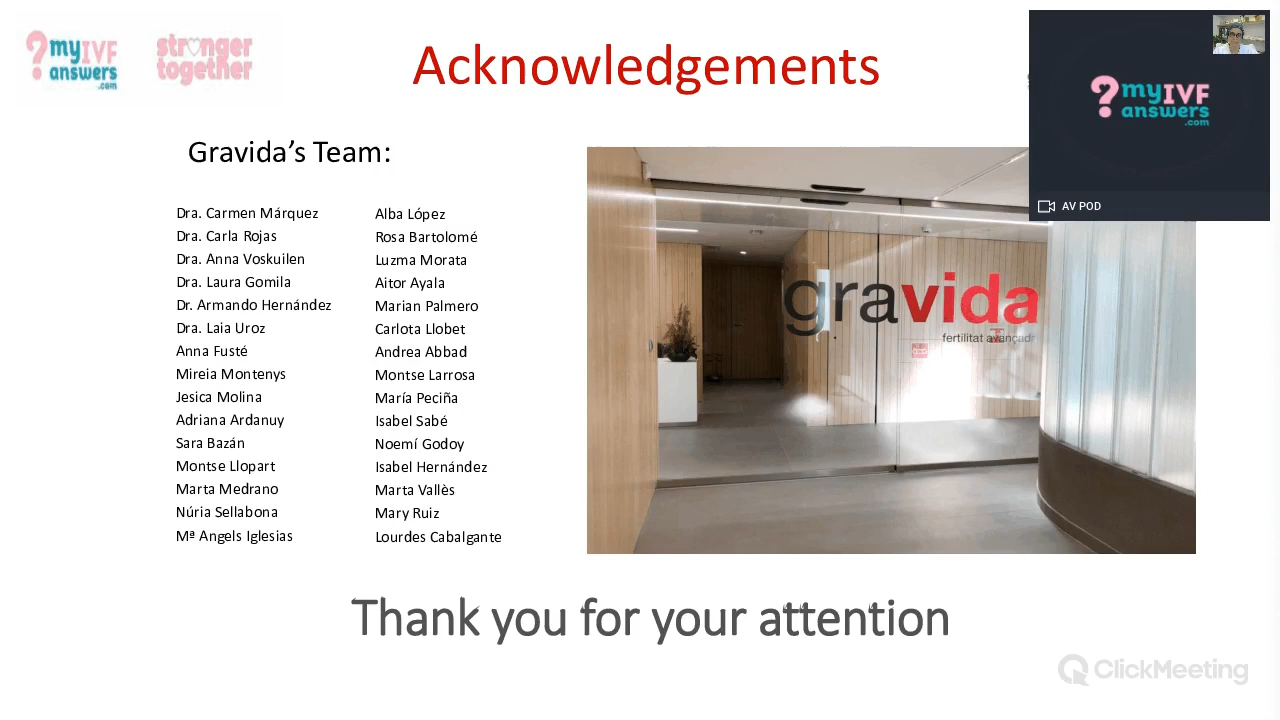 ?myIVF
answers
.com
stronger
together
Acknowledgements
?myIVF
answers
.com
AV POD
Gravida’s Team:
Dra. Carmen Márquez
Dra. Carla Rojas
Dra. Anna Voskuilen
Dra. Laura Gomila
Dr. Armando Hernández
Dra. Laia Uroz
Anna Fusté
Mireia Montenys
Jesica Molina
Adriana Ardanuy
Sara Bazán
Montse Llopart
Marta Medrano
Núria Sellabona
Mª Angels Iglesias
Alba López
Rosa Bartolomé
Luzma Morata
Aitor Ayala
Marian Palmero
Carlota Llobet
Andrea Abbad
Montse Larrosa
María Peciña
Isabel Sabé
Noemí Godoy
Isabel Hernández
Marta Vallès
Mary Ruiz
Lourdes Cabalgante
gravida
fertilitat avançada
Thank you for your attention
ClickMeeting